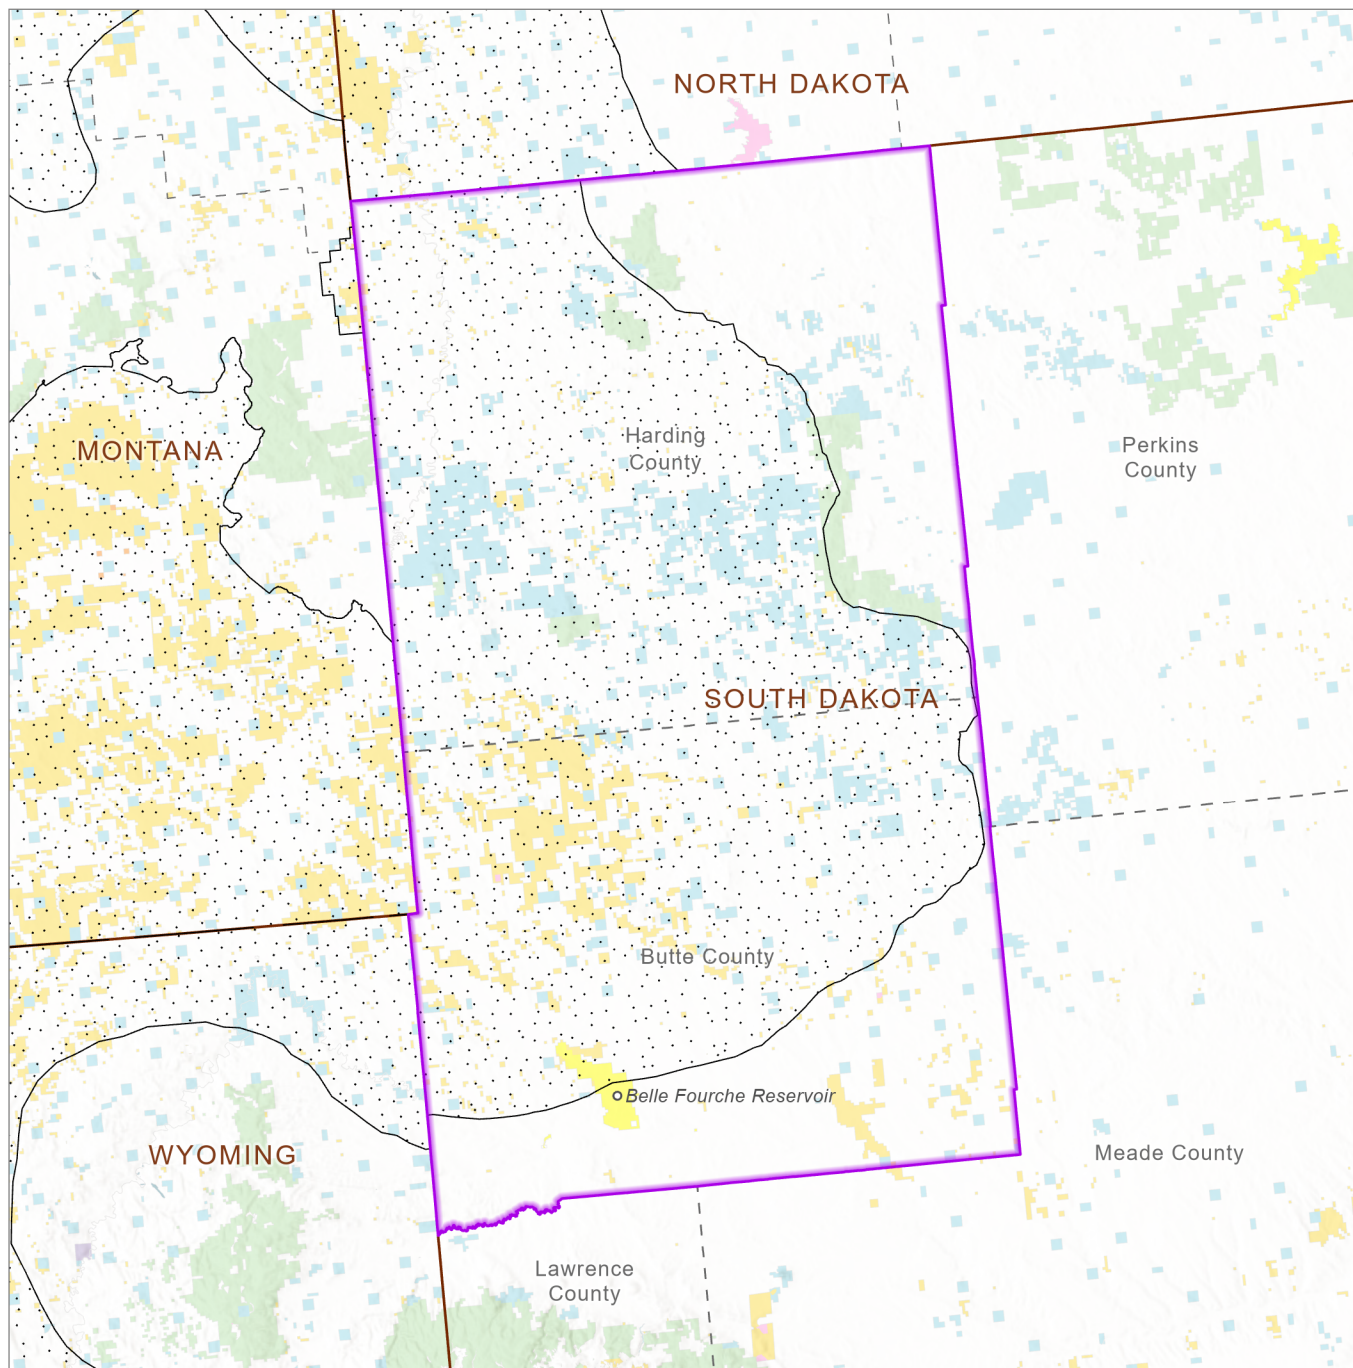 NORTH DAKOTA
MONTANA
Harding
County
Perkins
County
SOUTH DAKOTA
Butte County
Belle Fourche Reservoir
WYOMING
Meade County
Lawrence
County